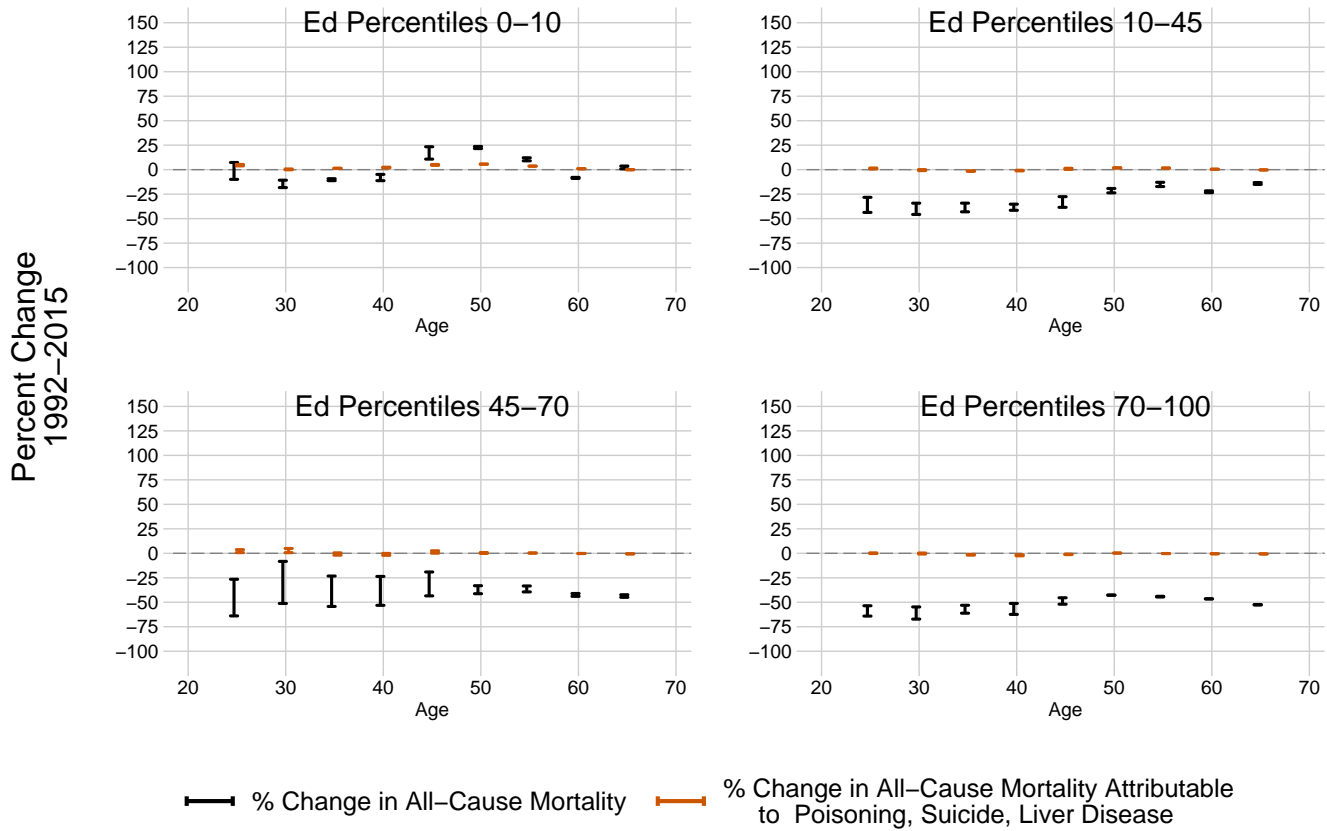 Ed Percentiles 0−10
150
125
100
75
50
25
0
−25
−50
−75
−100
20 30 40 50 60 70
Age
Ed Percentiles 10−45
150
125
100
75
50
25
0
−25
−50
−75
−100
20 30 40 50 60 70
Age
Percent Change
1992−2015
Ed Percentiles 45−70
150
125
100
75
50
25
0
−25
−50
−75
−100
20 30 40 50 60 70
Age
Ed Percentiles 70−100
150
125
100
75
50
25
0
−25
−50
−75
−100
20 30 40 50 60 70
Age
% Change in All−Cause Mortality
% Change in All−Cause Mortality Attributable
to Poisoning, Suicide, Liver Disease